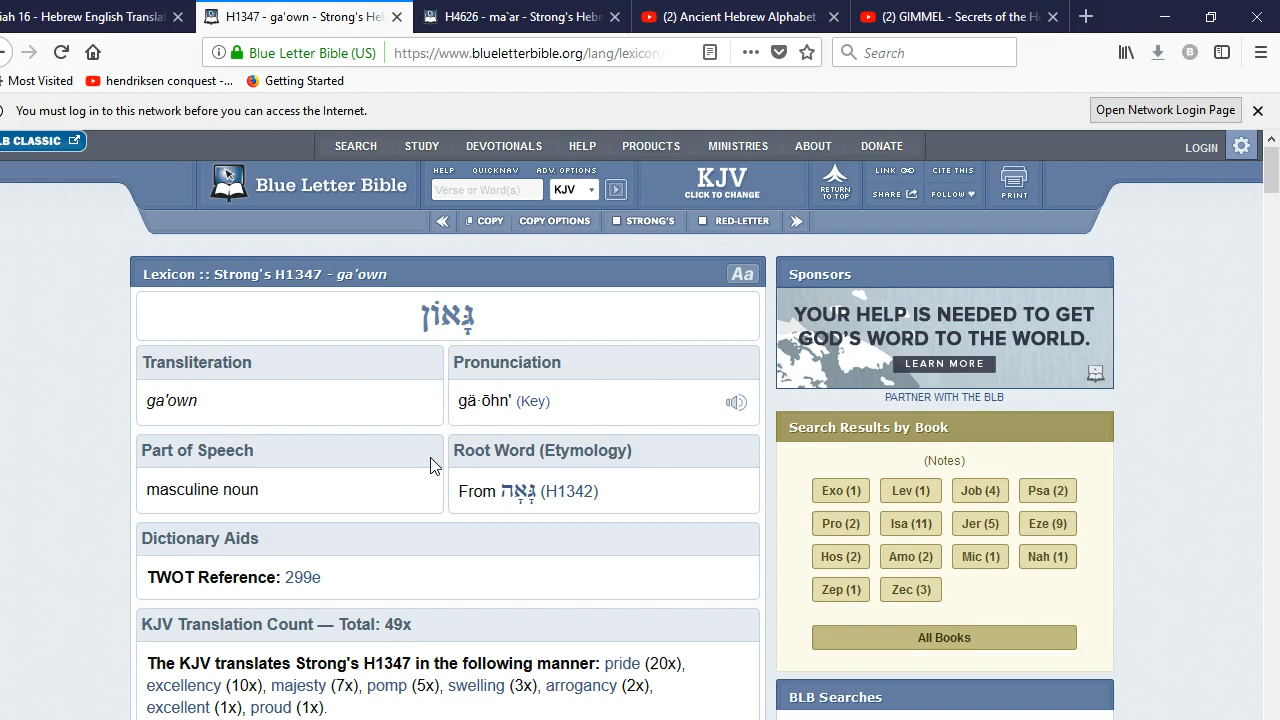 iah 16 - Hebrew English Transla
H1347 - ga'own - Strong's Heb
H4626 - ma`ar - Strong's Hebr
(2) Ancient Hebrew Alphabet -
(2) GIMMEL - Secrets of the H
Blue Letter Bible (US)
https://www.blueletterbible.org/lang/lexicon/
Search
Most Visited
hendriksen conquest -...
Getting Started
You must log in to this network before you can access the Internet.
Open Network Login Page
LB CLASSIC
SEARCH STUDY DEVOTIONALS HELP PRODUCTS MINISTRIES ABOUT DONATE
LOGIN
Blue Letter Bible
HELP QUICKNAV ADV. OPTIONS
Verse or Word(s)
KJV
KJV
CLICK TO CHANGE
RETURN
TO TOP
LINK CITE THIS
SHARE FOLLOW
PRINT
COPY COPY OPTIONS STRONG'S RED-LETTER
Lexicon :: Strong's H1347 - ga'own
Aa
גָּאוֹן
Transliteration
ga'own
Pronunciation
gä·ōhn' (Key)
Part of Speech
masculine noun
Root Word (Etymology)
From גָּאָה (H1342)
Dictionary Aids
TWOT Reference: 299e
KJV Translation Count — Total: 49x
The KJV translates Strong's H1347 in the following manner: pride (20x),
excellency (10x), majesty (7x), pomp (5x), swelling (3x), arrogancy (2x),
excellent (1x), proud (1x).
Sponsors
YOUR HELP IS NEEDED TO GET
GOD'S WORD TO THE WORLD.
LEARN MORE
PARTNER WITH THE BLB
Search Results by Book
(Notes)
Exo (1) Lev (1) Job (4) Psa (2)
Pro (2) Isa (11) Jer (5) Eze (9)
Hos (2) Amo (2) Mic (1) Nah (1)
Zep (1) Zec (3)
All Books
BLB Searches